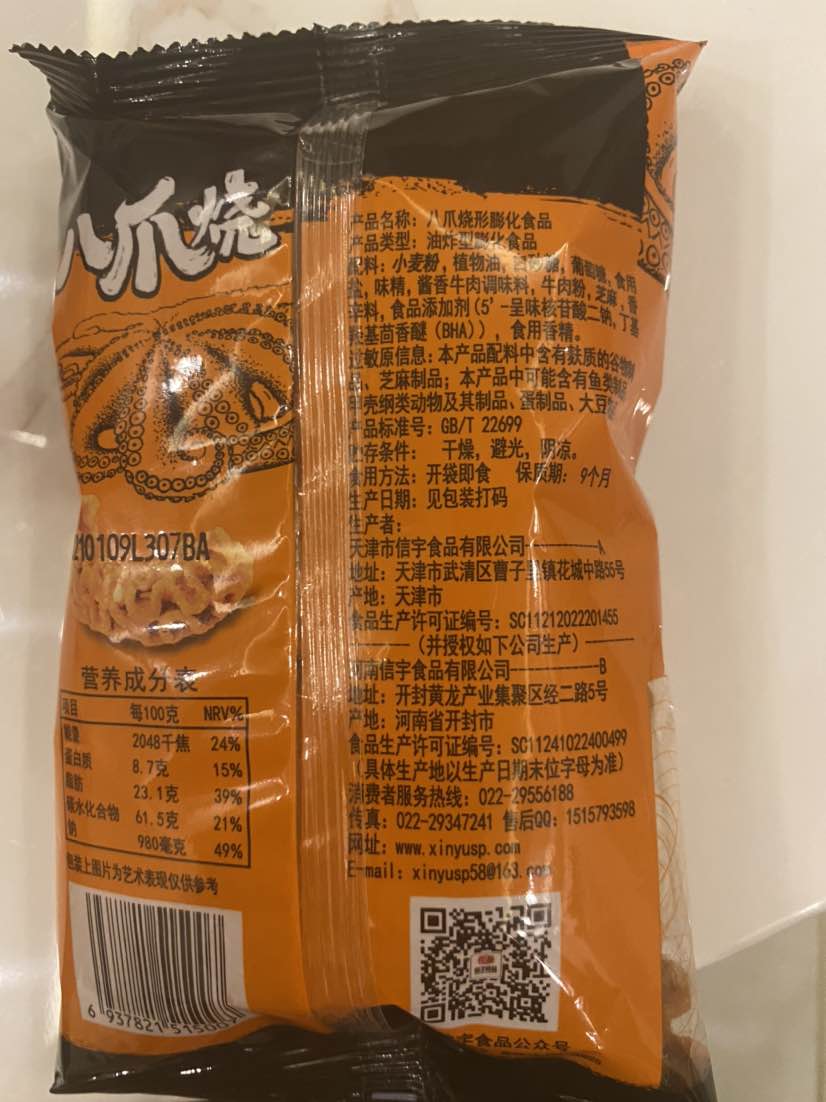 八爪烧
210109L307BA
营养成分表
项目 每100克 NRV%
能量 2048千焦 24%
蛋白质 8.7克 15%
脂肪 23.1克 39%
碳水化合物 61.5克 21%
钠 980毫克 49%
包装上图片为艺术表现仅供参考
6 937821 51500
产品名称：八爪烧形膨化食品
产品类型：油炸型膨化食品
配料：小麦粉，植物油，白砂糖，葡萄糖，食用
盐，味精，酱香牛肉调味料，牛肉粉，芝麻，香
辛料，食品添加剂（5'-呈味核苷酸二钠，丁基
羟基茴香醚（BHA）），食用香精。
过敏原信息：本产品配料中含有麸质的谷物
、芝麻制品；本产品中可能含有鱼类制品
甲壳纲类动物及其制品、蛋制品、大豆
产品标准号：GB/T 22699
贮存条件： 干燥，避光，阴凉。
食用方法：开袋即食 保质期：9个月
生产日期：见包装打码
生产者：
天津市信宇食品有限公司----------A
地址：天津市武清区曹子里镇花城中路55号
产地：天津市
食品生产许可证编号：SC11212022201455
--------（并授权如下公司生产）--------
河南信宇食品有限公司----------B
地址：开封黄龙产业集聚区经二路5号
产地：河南省开封市
食品生产许可证编号：SC11241022400499
（具体生产地以生产日期末位字母为准）
消费者服务热线：022-29556188
传真：022-29347241 售后QQ：1515793598
网址：www.xinyusp.com
E-mail：xinyusp58@163.com
宇食品公众号